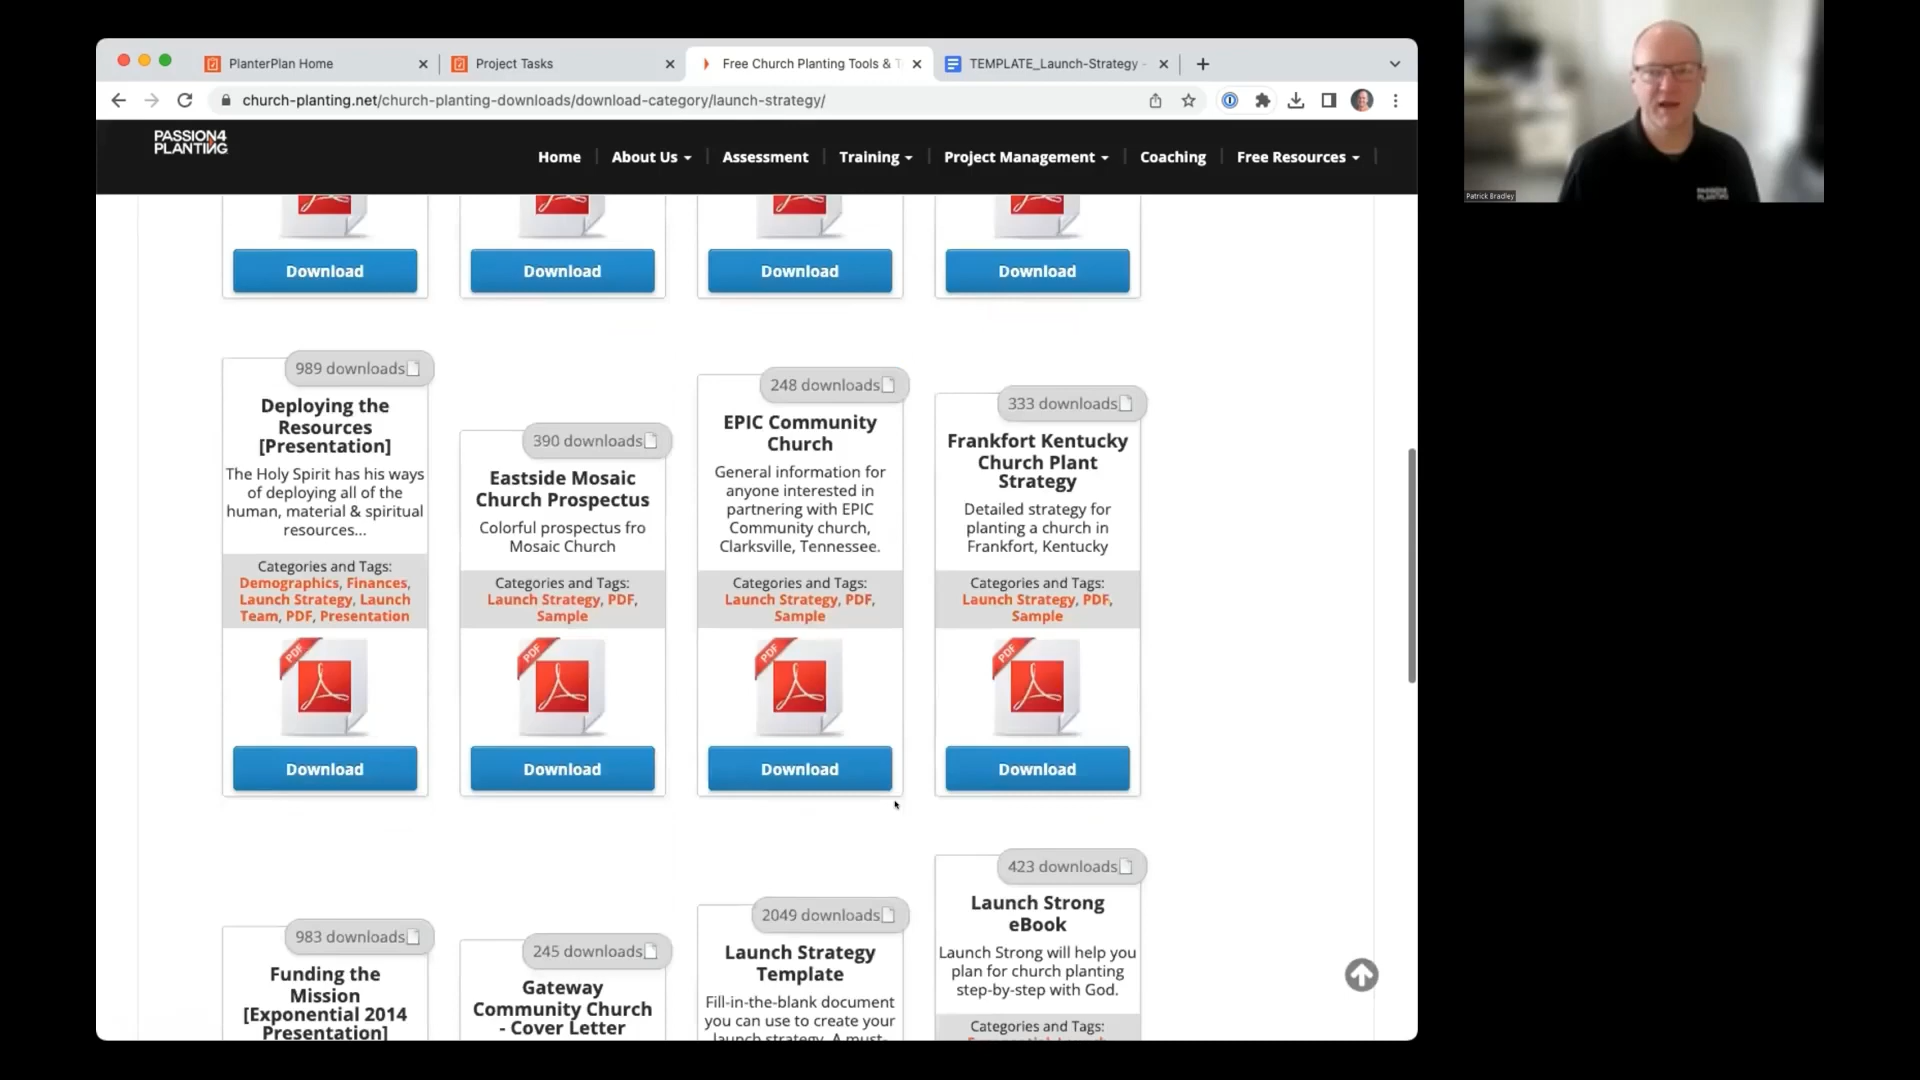 PlanterPlan Home
Project Tasks
Free Church Planting Tools & T
TEMPLATE_Launch-Strategy -
church-planting.net/church-planting-downloads/download-category/launch-strategy/
PASSION4
PLANTING
Home
About Us
Assessment
Training
Project Management
Coaching
Free Resources
Patrick Bradley
Download
Download
Download
Download
989 downloads
Deploying the
Resources
[Presentation]
The Holy Spirit has his ways
of deploying all of the
human, material & spiritual
resources...
Categories and Tags:
Demographics, Finances,
Launch Strategy, Launch
Team, PDF, Presentation
PDF
Download
390 downloads
Eastside Mosaic
Church Prospectus
Colorful prospectus fro
Mosaic Church
Categories and Tags:
Launch Strategy, PDF,
Sample
PDF
Download
248 downloads
EPIC Community
Church
General information for
anyone interested in
partnering with EPIC
Community church,
Clarksville, Tennessee.
Categories and Tags:
Launch Strategy, PDF,
Sample
PDF
Download
333 downloads
Frankfort Kentucky
Church Plant
Strategy
Detailed strategy for
planting a church in
Frankfort, Kentucky
Categories and Tags:
Launch Strategy, PDF,
Sample
PDF
Download
983 downloads
Funding the
Mission
[Exponential 2014
Presentation]
245 downloads
Gateway
Community Church
- Cover Letter
2049 downloads
Launch Strategy
Template
Fill-in-the-blank document
you can use to create your
launch strategy. A must-
423 downloads
Launch Strong
eBook
Launch Strong will help you
plan for church planting
step-by-step with God.
Categories and Tags: